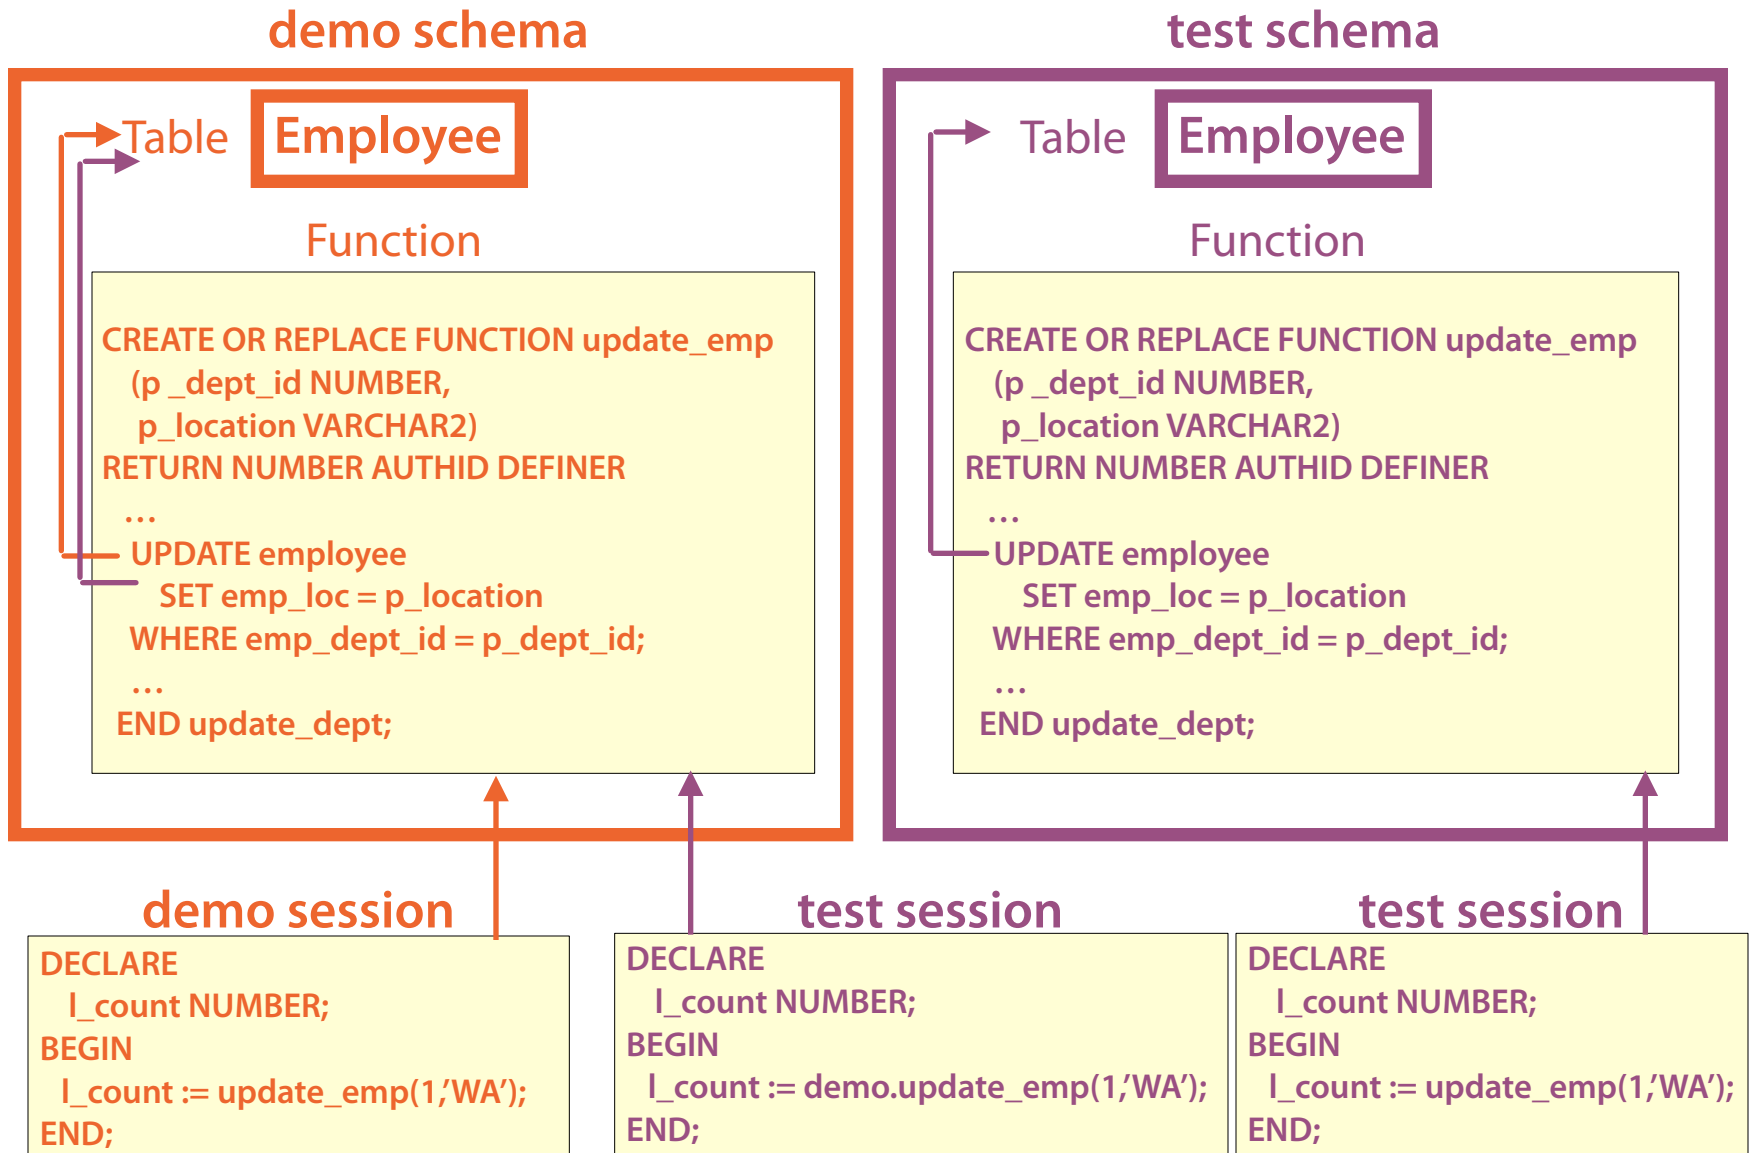 demo schema
Table Employee
Function
CREATE OR REPLACE FUNCTION update_emp
(p _dept_id NUMBER,
p_location VARCHAR2)
RETURN NUMBER AUTHID DEFINER
…
UPDATE employee
SET emp_loc = p_location
WHERE emp_dept_id = p_dept_id;
…
END update_dept;
test schema
Table Employee
Function
CREATE OR REPLACE FUNCTION update_emp
(p _dept_id NUMBER,
p_location VARCHAR2)
RETURN NUMBER AUTHID DEFINER
…
UPDATE employee
SET emp_loc = p_location
WHERE emp_dept_id = p_dept_id;
…
END update_dept;
demo session
DECLARE
l_count NUMBER;
BEGIN
l_count := update_emp(1,’WA’);
END;
test session
DECLARE
l_count NUMBER;
BEGIN
l_count := demo.update_emp(1,’WA’);
END;
test session
DECLARE
l_count NUMBER;
BEGIN
l_count := update_emp(1,’WA’);
END;